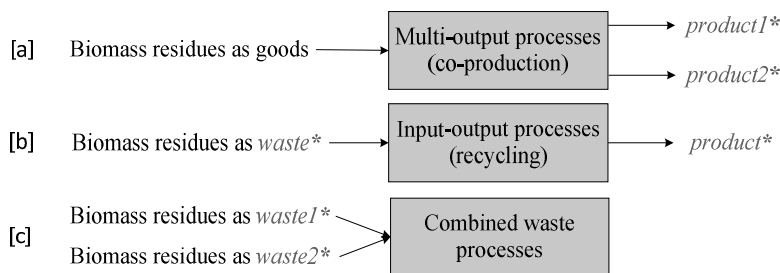 [a] Biomass residues as goods Multi-output processes product1*
(co-production) product2*
[b] Biomass residues as waste* Input-output processes product*
(recycling)
[c] Biomass residues as waste1* Combined waste
Biomass residues as waste2* processes